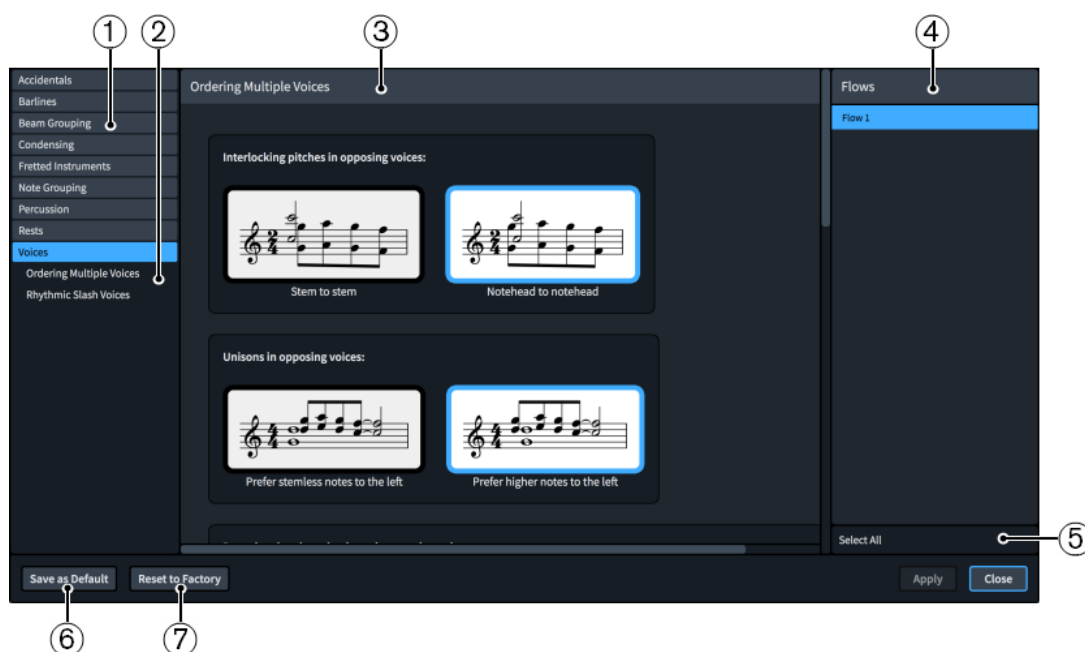 ① ② ③ ④
Accidentals
Barlines
Beam Grouping
Condensing
Fretted Instruments
Note Grouping
Percussion
Rests
Voices
Ordering Multiple Voices
Rhythmic Slash Voices
Ordering Multiple Voices
Interlocking pitches in opposing voices:
Stem to stem
Notehead to notehead
Unisons in opposing voices:
Prefer stemless notes to the left
Prefer higher notes to the left
Flows
Flow 1
Select All
⑤
Save as Default
Reset to Factory
Apply
Close
⑥ ⑦